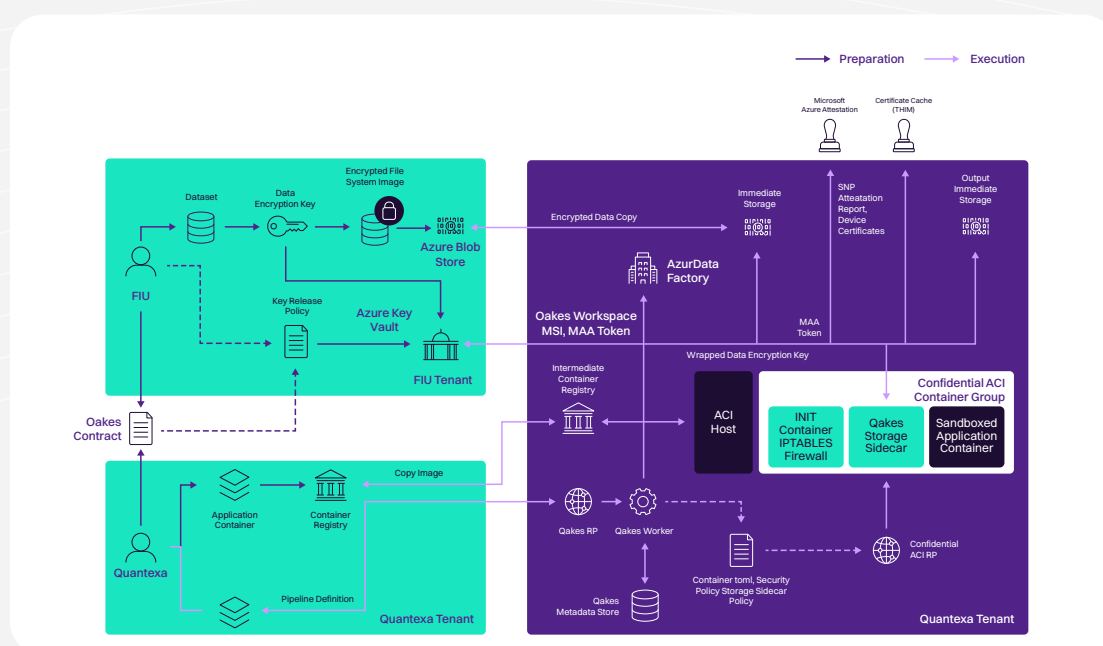 Preparation
Execution
Microsoft
Azure Attestation
Certificate Cache
(THIM)
Encrypted File
System Image
Dataset
Data
Encryption Key
Azure Blob
Store
FIU
Key Release
Policy
Azure Key
Vault
FIU Tenant
Oakes
Contract
Encrypted Data Copy
Immediate
Storage
SNP
Atteatation
Report,
Device
Certificates
Output
Immediate
Storage
AzurData
Factory
Oakes Workspace
MSI, MAA Token
MAA
Token
Wrapped Data Encryption Key
Intermediate
Container
Registry
ACI
Host
Confidential ACI
Container Group
INIT
Container
IPTABLES
Firewall
Qakes
Storage
Sidecar
Sandboxed
Application
Container
Copy Image
Application
Container
Container
Registry
Quantexa
Pipeline Definition
Quantexa Tenant
Qakes RP
Qakes Worker
Container toml, Security
Policy Storage Sidecar
Policy
Confidential
ACI RP
Qakes
Metadata Store
Quantexa Tenant